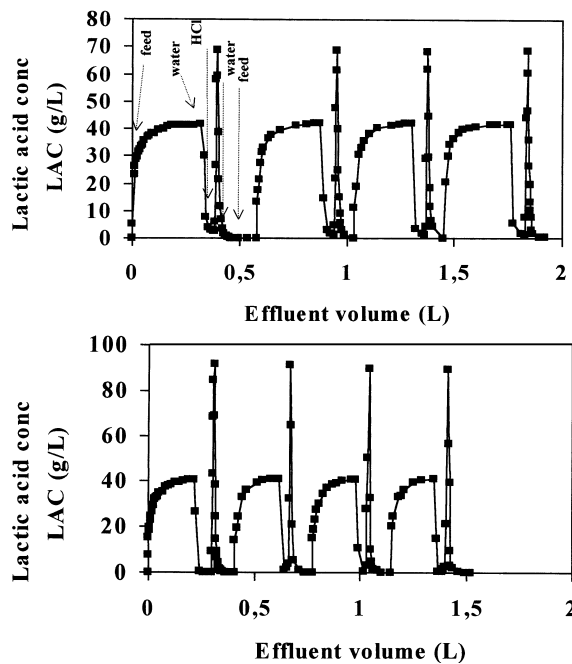 Lactic acid conc
LAC (g/L)
80
70
60
50
40
30
20
10
0
feed
water
HCl
water
feed
0 0,5 1 1,5 2
Effluent volume (L)
Lactic acid conc
LAC (g/L)
100
80
60
40
20
0
0 0,5 1 1,5 2
Effluent volume (L)